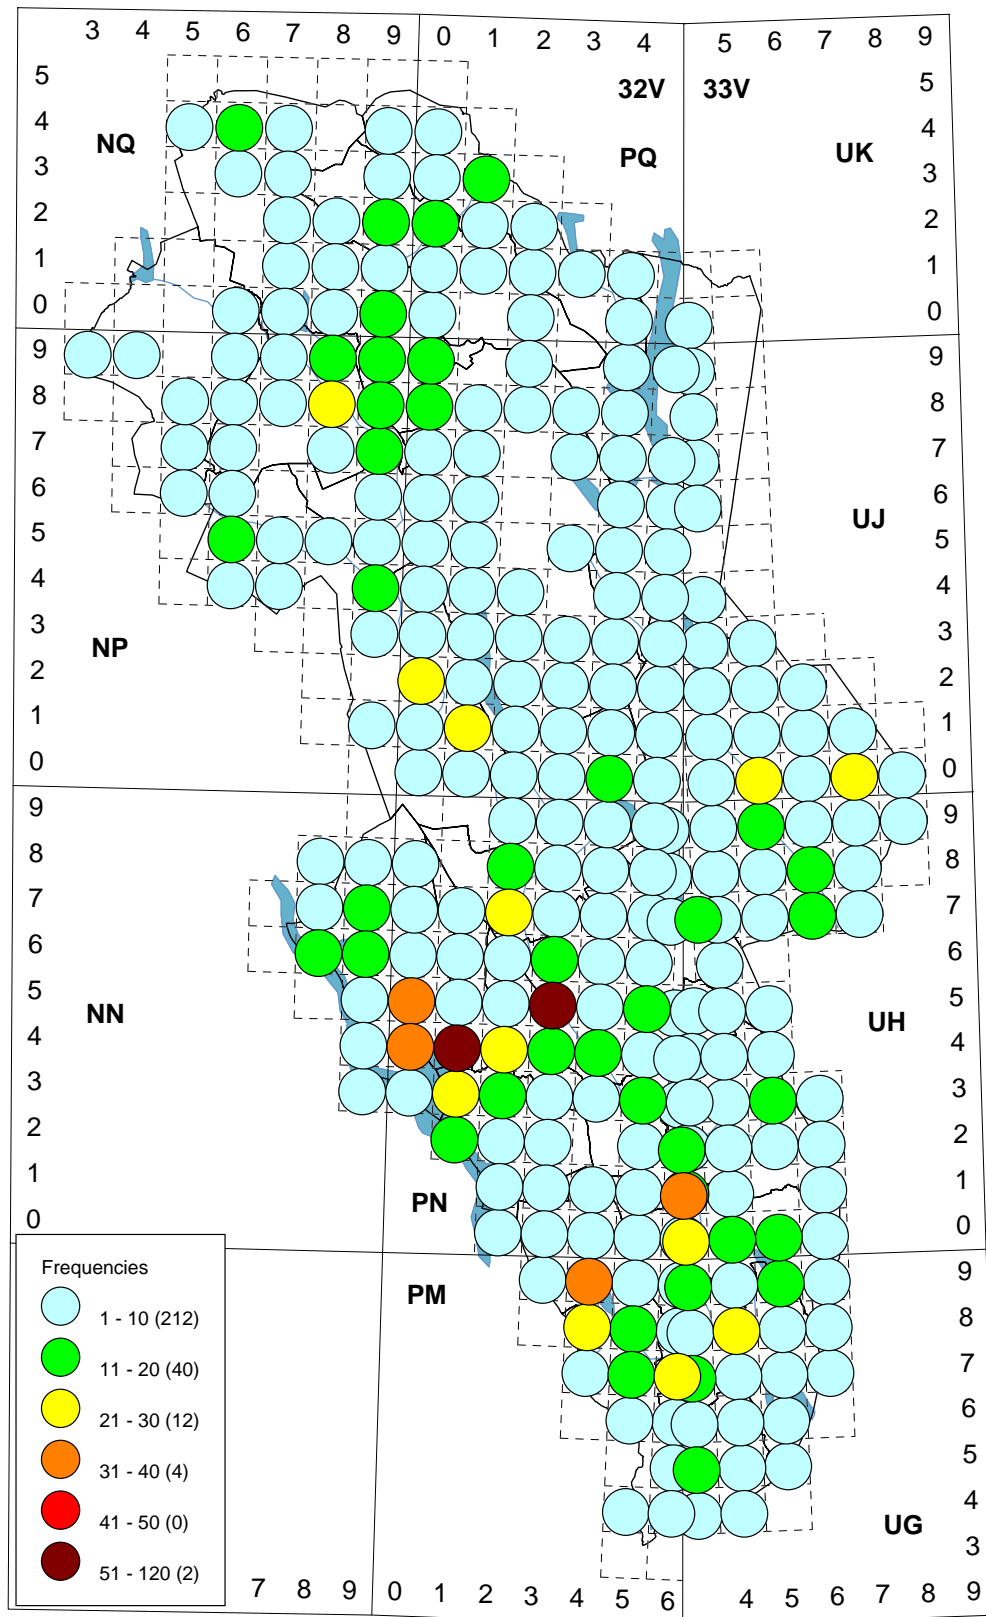 3 4 5 6 7 8 9 0 1 2 3 4 5 6 7 8 9
5 32V 33V 5
4 NQ PQ UK 4
3 3
2 2
1 1
0 0
9 9
8 8
7 7
6 UJ 6
5 5
4 4
3 NP 3
2 2
1 1
0 0
9 9
8 8
7 7
6 6
5 NN UH 5
4 4
3 3
2 2
1 PN 1
0 0
Frequencies PM 9
1 - 10 (212) 8
11 - 20 (40) 7
21 - 30 (12) 6
31 - 40 (4) 5
41 - 50 (0) UG 4
51 - 120 (2) 3
7 8 9 0 1 2 3 4 5 6 4 5 6 7 8 9